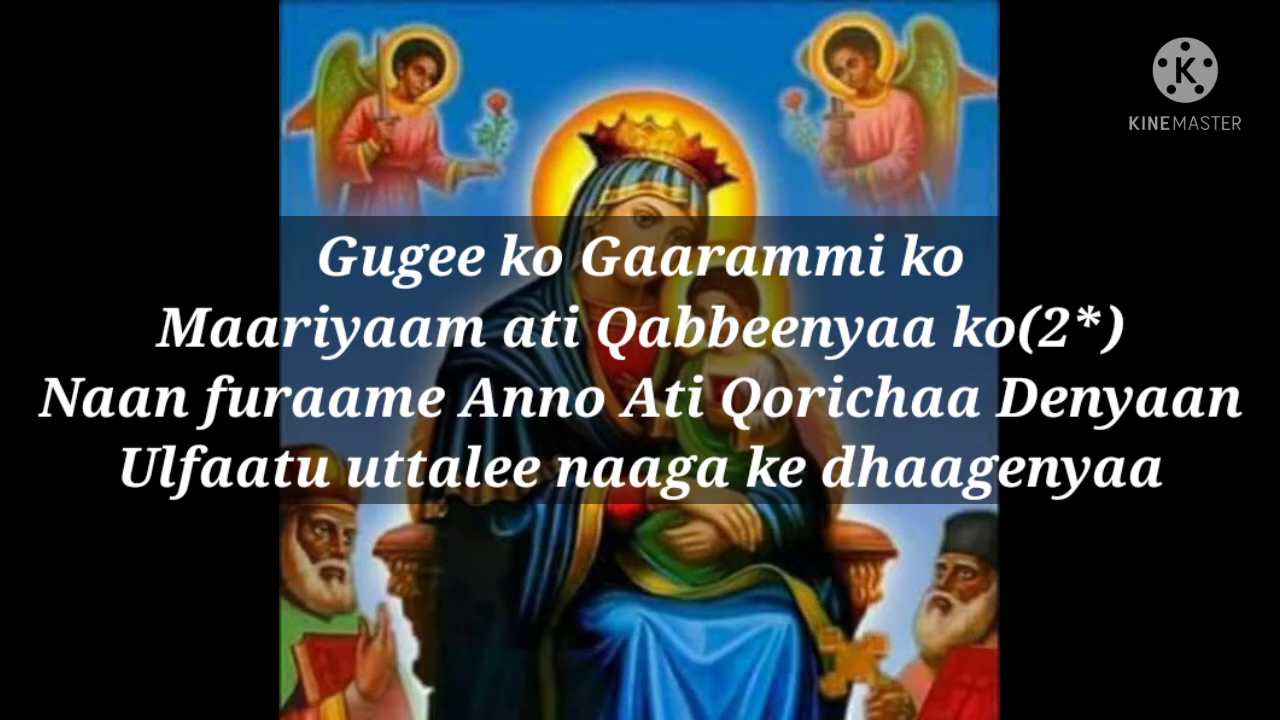 Gugee ko Gaarammi ko
Maariyaam ati Qabbeenyaa ko(2*)
Naan furaame Anno Ati Qorichaa Denyaan
Ulfaatu uttalee naaga ke dhaagenyaa
K
KINEMASTER